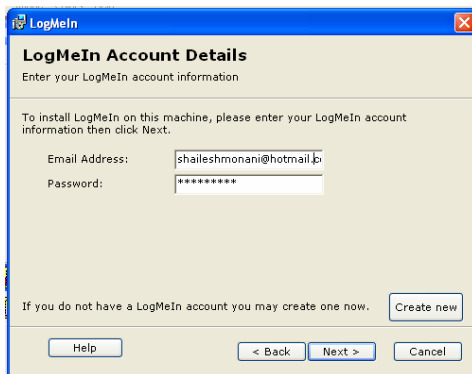 LogMeIn
LogMeIn Account Details
Enter your LogMeIn account information
To install LogMeIn on this machine, please enter your LogMeIn account
information then click Next.
Email Address: shaileshmonani@hotmail.c
Password: *********
If you do not have a LogMeIn account you may create one now. Create new
Help < Back Next > Cancel